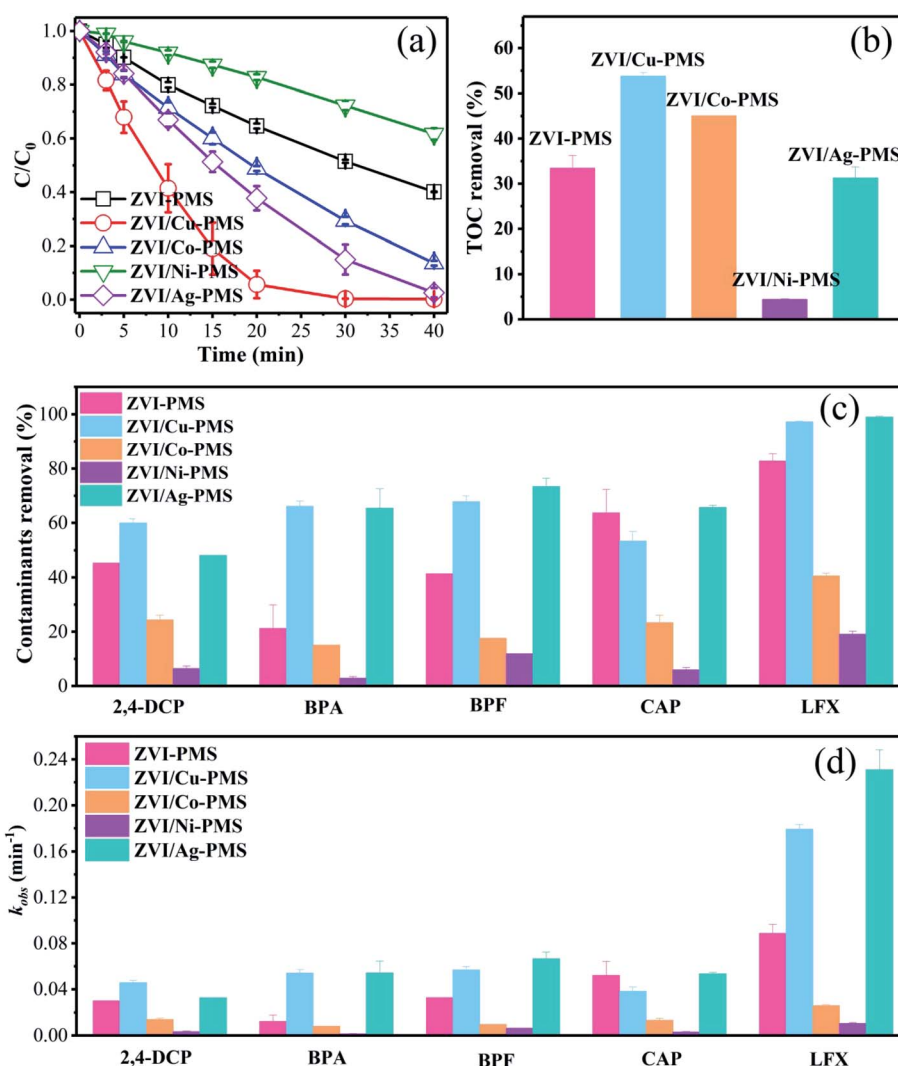 (a)
C/C0
1.0
0.8
0.6
0.4
0.2
0.0
ZVI-PMS
ZVI/Cu-PMS
ZVI/Co-PMS
ZVI/Ni-PMS
ZVI/Ag-PMS
0 5 10 15 20 30 40
Time (min)
(b)
TOC removal (%)
60
50
40
30
20
10
0
ZVI-PMS
ZVI/Cu-PMS
ZVI/Co-PMS
ZVI/Ni-PMS
ZVI/Ag-PMS
(c)
Contaminants removal (%)
100
80
60
40
20
0
ZVI-PMS
ZVI/Cu-PMS
ZVI/Co-PMS
ZVI/Ni-PMS
ZVI/Ag-PMS
2,4-DCP BPA BPF CAP LFX
(d)
kobs (min-1)
0.24
0.20
0.16
0.12
0.08
0.04
0.00
ZVI-PMS
ZVI/Cu-PMS
ZVI/Co-PMS
ZVI/Ni-PMS
ZVI/Ag-PMS
2,4-DCP BPA BPF CAP LFX